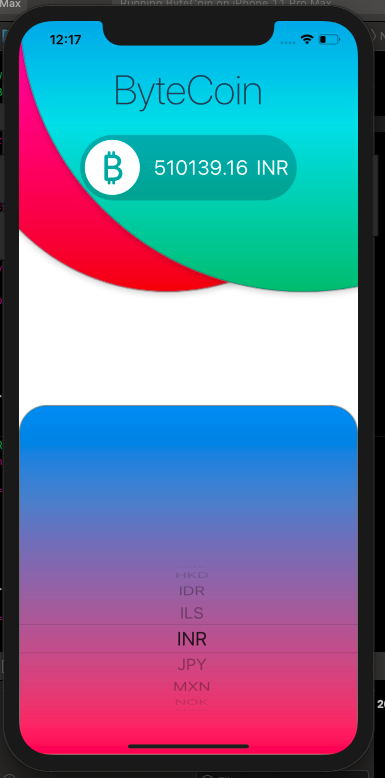 Max
Running ByteCoin on iPhone 11 Pro Max
12:17
ByteCoin
510139.16 INR
HKD
IDR
ILS
INR
JPY
MXN
NOK